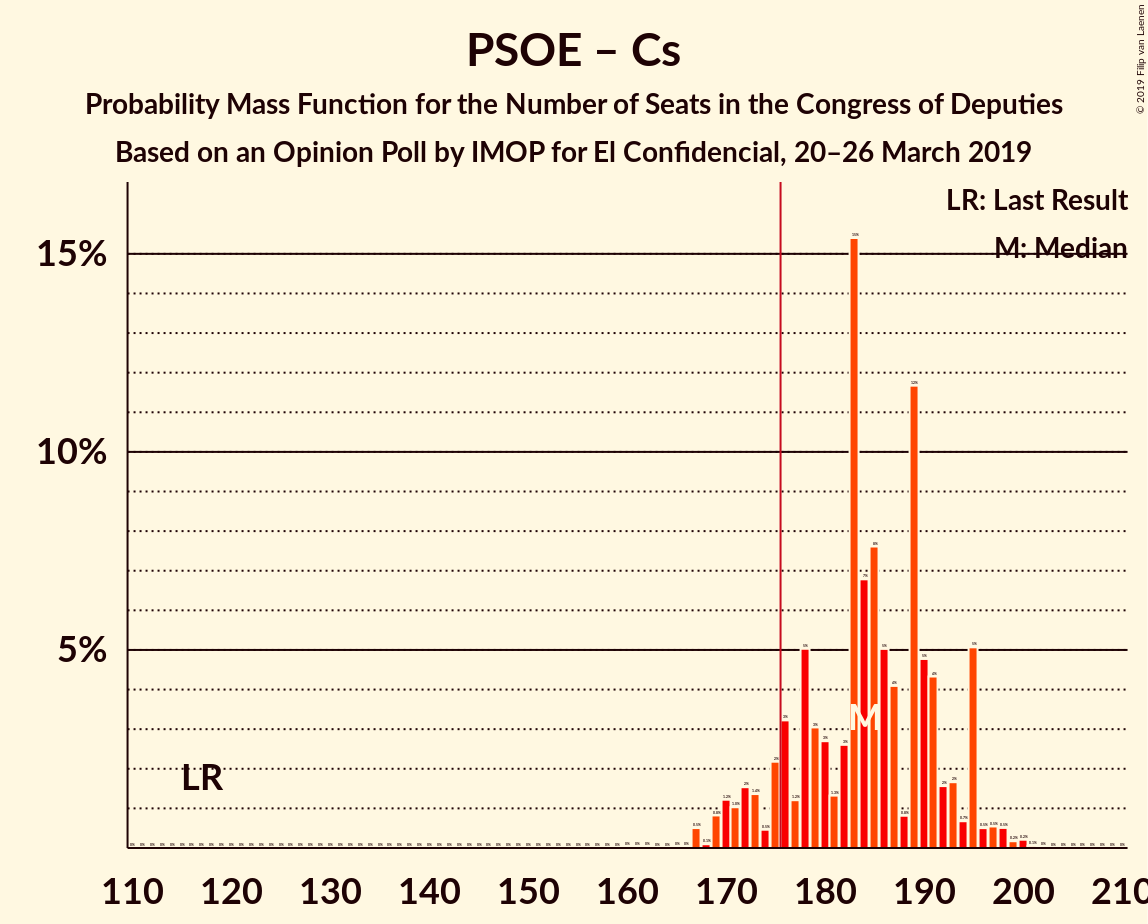 PSOE – Cs
Probability Mass Function for the Number of Seats in the Congress of Deputies
Based on an Opinion Poll by IMOP for El Confidencial, 20–26 March 2019
© 2019 Filip van Laenen
LR: Last Result
M: Median
15%
10%
5%
LR
M
110 120 130 140 150 160 170 180 190 200 210